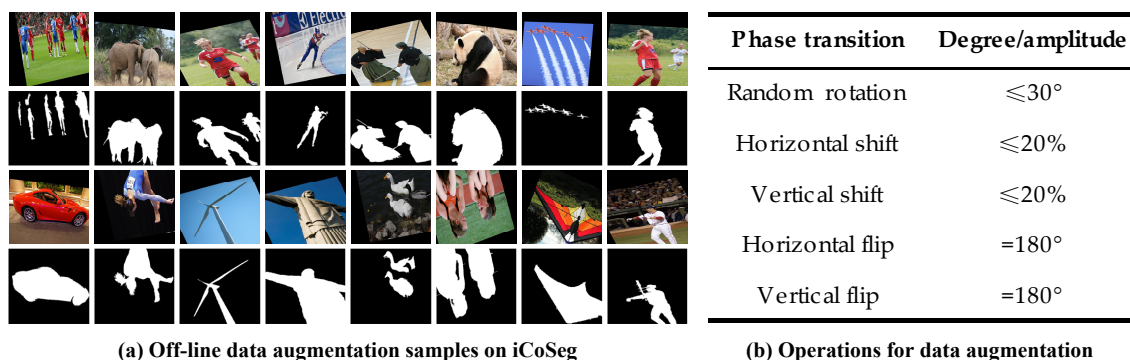 Electro
Phase transition Degree/amplitude
Random rotation ⩽30°
Horizontal shift ⩽20%
Vertical shift ⩽20%
Horizontal flip =180°
Vertical flip =180°
(a) Off-line data augmentation samples on iCoSeg (b) Operations for data augmentation